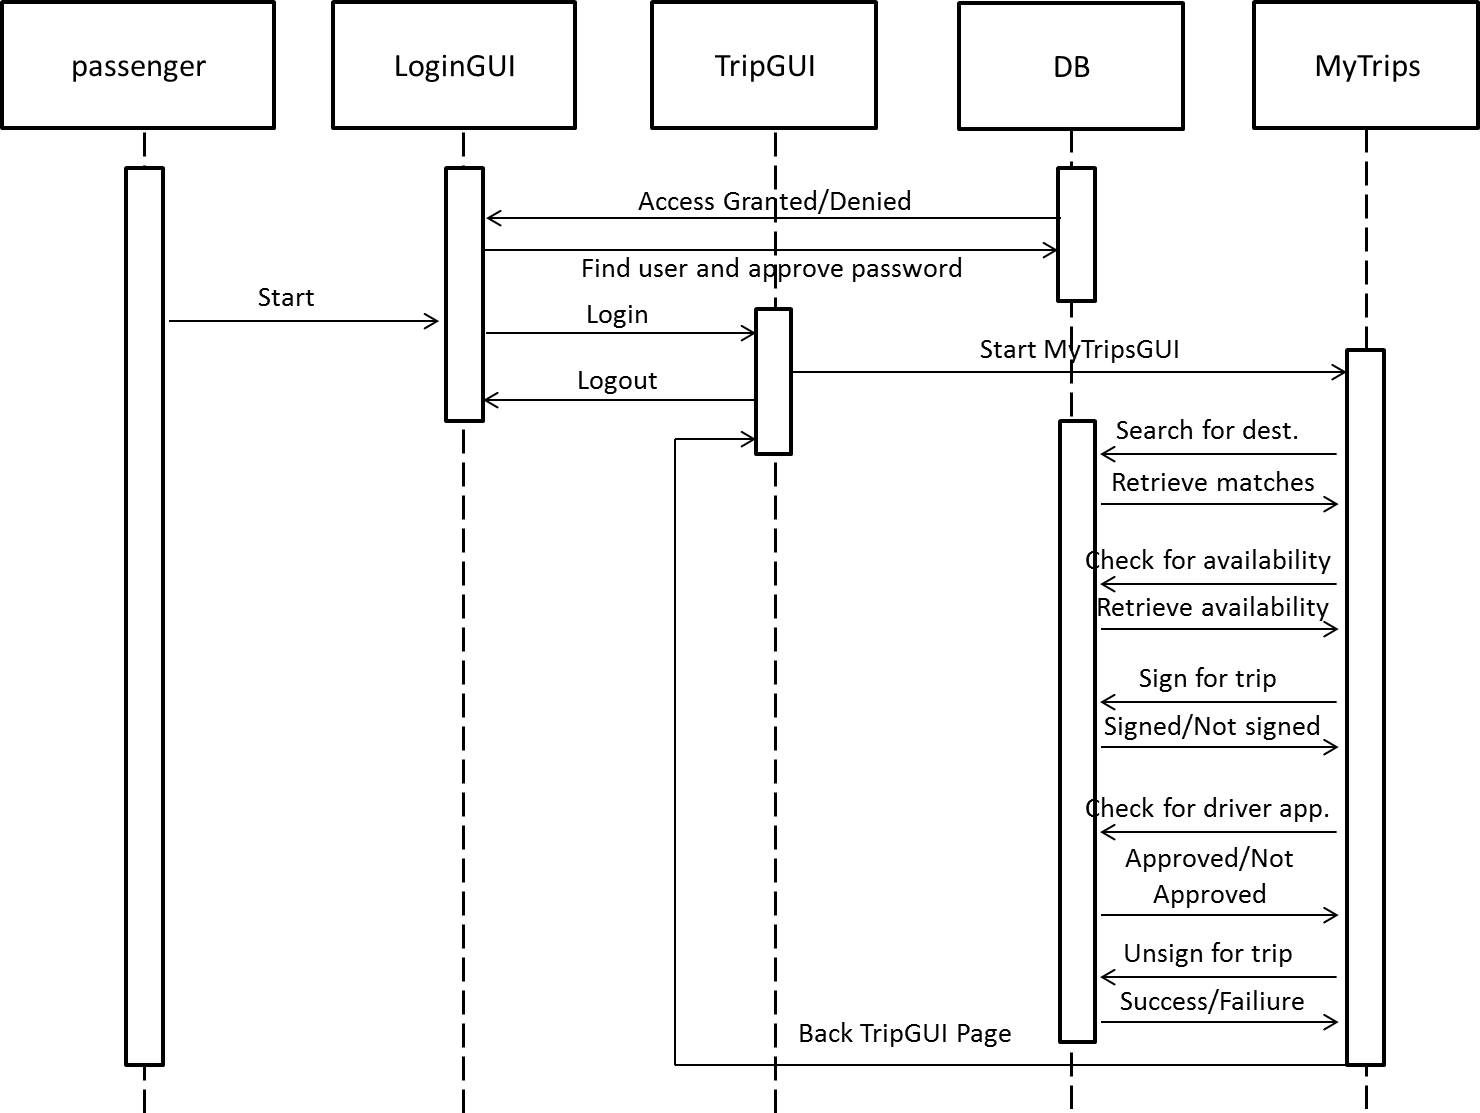 passenger
LoginGUI
TripGUI
DB
MyTrips
Access Granted/Denied
Find user and approve password
Start
Login
Start MyTripsGUI
Logout
Search for dest.
Retrieve matches
Check for availability
Retrieve availability
Sign for trip
Signed/Not signed
Check for driver app.
Approved/Not
Approved
Unsign for trip
Success/Failiure
Back TripGUI Page